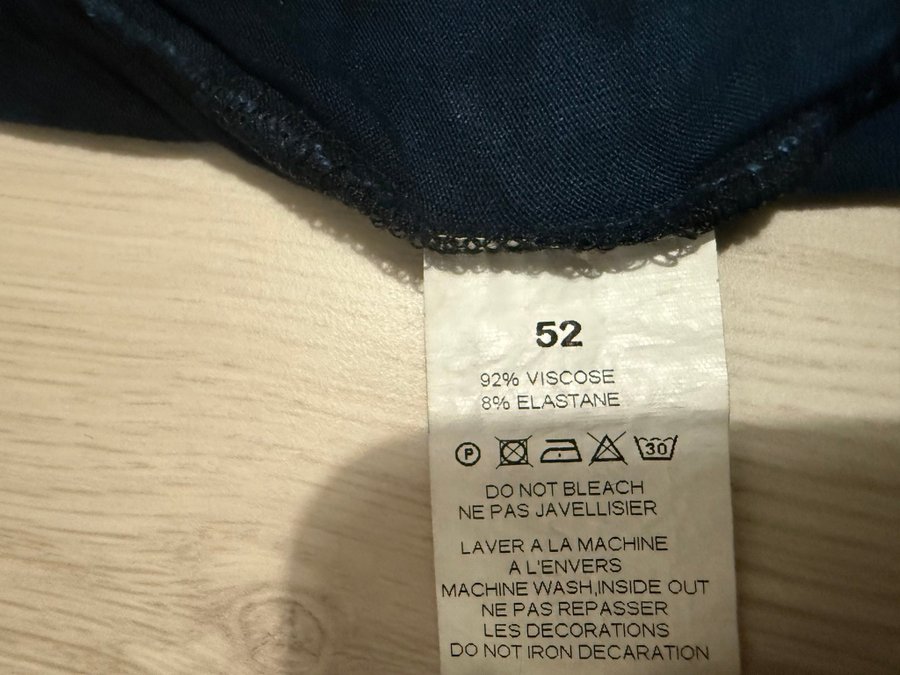 52
92% VISCOSE
8% ELASTANE
P 30
DO NOT BLEACH
NE PAS JAVELLISIER
LAVER A LA MACHINE
A L'ENVERS
MACHINE WASH,INSIDE OUT
NE PAS REPASSER
LES DECORATIONS
DO NOT IRON DECARATION